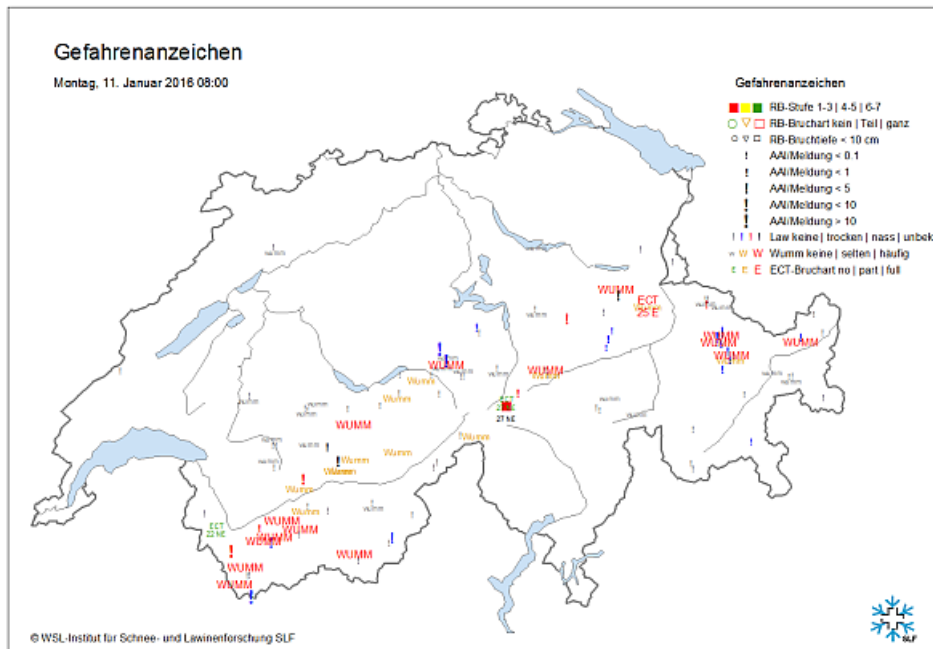 Gefahrenanzeichen
Montag, 11. Januar 2016 08:00
Gefahrenanzeichen
RB-Stufe 1-3 | 4-5 | 6-7
RB-Bruchart kein | Teil | ganz
RB-Bruchtiefe < 10 cm
! AAI/Meldung < 0.1
! AAI/Meldung < 1
! AAI/Meldung < 5
! AAI/Meldung < 10
! AAI/Meldung > 10
! ! ! ! Law keine | trocken | nass | unbek
w W W Wumm keine | selten | häufig
E E E ECT-Bruchart no | part | full
wumm
WUMM
ECT
25 E
wumm
WUMM
WUMM
WUMM
WUMM
WUMM
WUMM
Wumm
Wumm
27 NE
WUMM
Wumm
Wumm
Wumm
Wumm
Wumm
ECT
22 NE
WUMM
WUMM
WUMM
WUMM
WUMM
WUMM
WUMM
© WSL-Institut für Schnee- und Lawinenforschung SLF
SLF